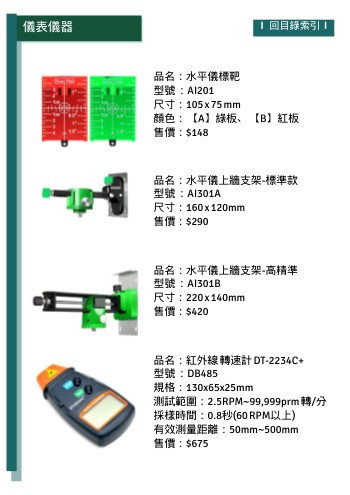 儀表儀器
I 回目錄索引 I
品名：水平儀標靶
型號：AI201
尺寸：105x75mm
顏色：【A】綠板、【B】紅板
售價：$148
品名：水平儀上牆支架-標準款
型號：AI301A
尺寸：160x120mm
售價：$290
品名：水平儀上牆支架-高精準
型號：AI301B
尺寸：220x140mm
售價：$420
品名：紅外線轉速計DT-2234C+
型號：DB485
規格：130x65x25mm
測試範圍：2.5RPM~99,999prm轉/分
採樣時間：0.8秒(60RPM以上)
有效測量距離：50mm~500mm
售價：$675